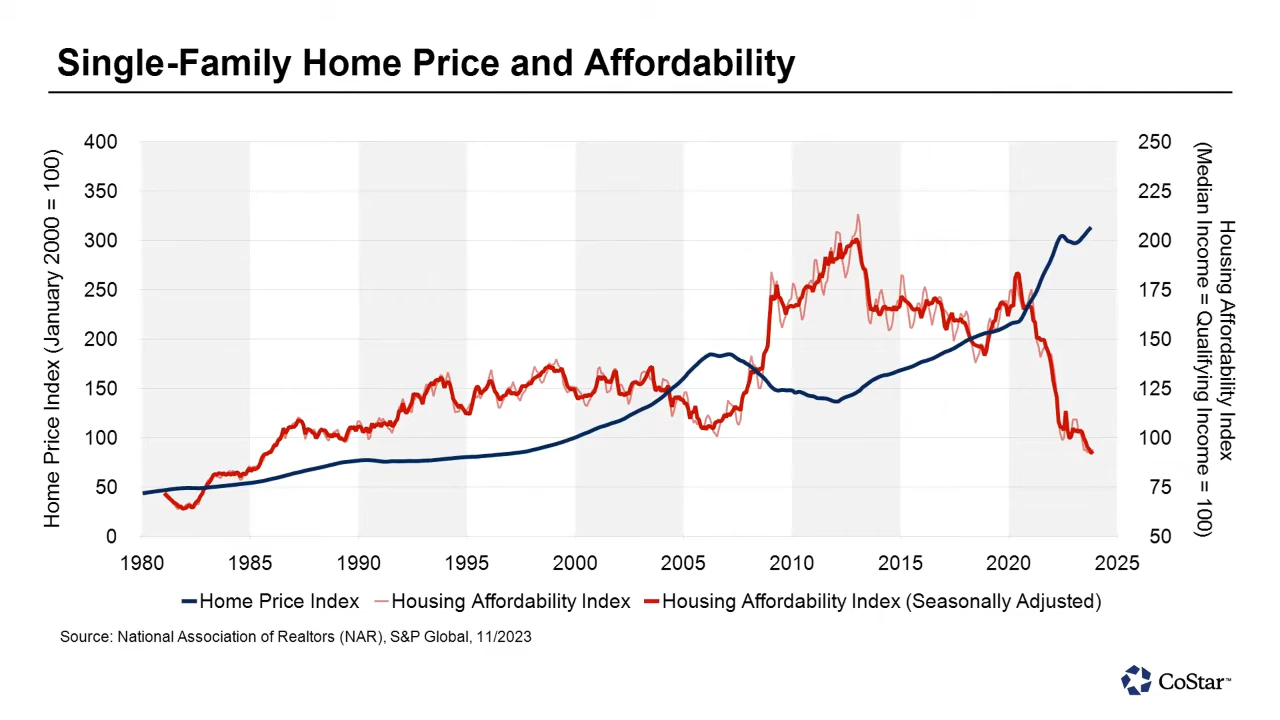 Single-Family Home Price and Affordability
Home Price Index (January 2000 = 100)
400
350
300
250
200
150
100
50
0
250
225
200
175
150
125
100
75
50
Housing Affordability Index
(Median Income = Qualifying Income = 100)
1980 1985 1990 1995 2000 2005 2010 2015 2020 2025
Home Price Index Housing Affordability Index Housing Affordability Index (Seasonally Adjusted)
Source: National Association of Realtors (NAR), S&P Global, 11/2023
CoStar™